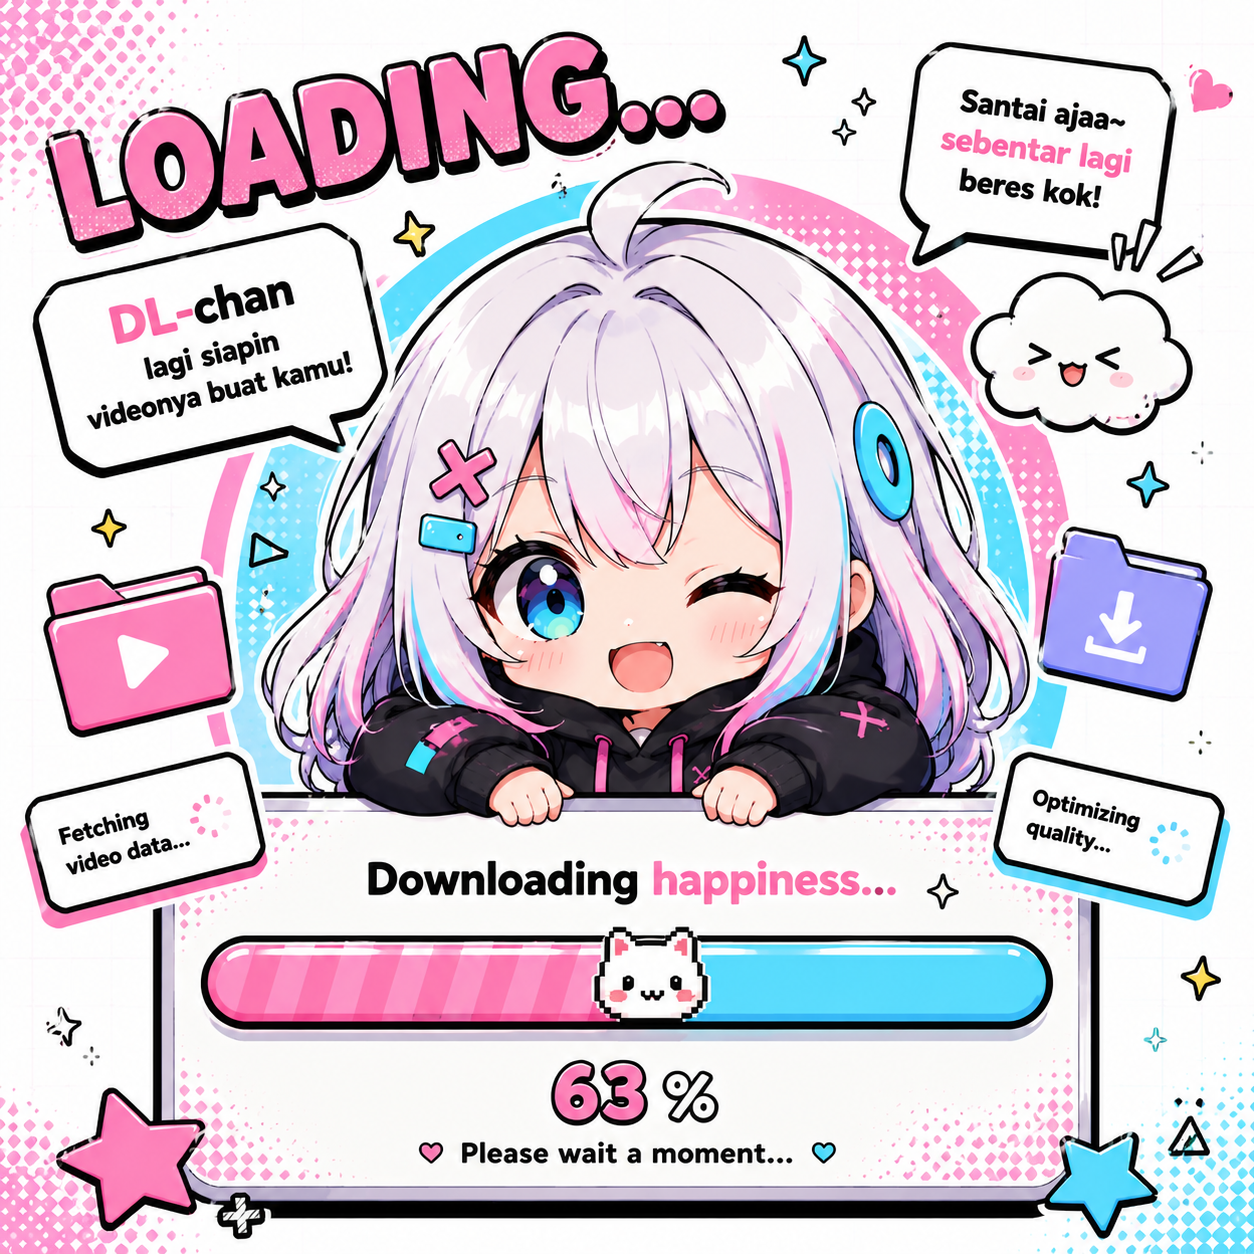 LOADING...
DL-chan
lagi siapin
videonya buat kamu!
Santai ajaa~
sebentar lagi
beres kok!
Fetching
video data...
Optimizing
quality...
Downloading happiness...
63 %
Please wait a moment...